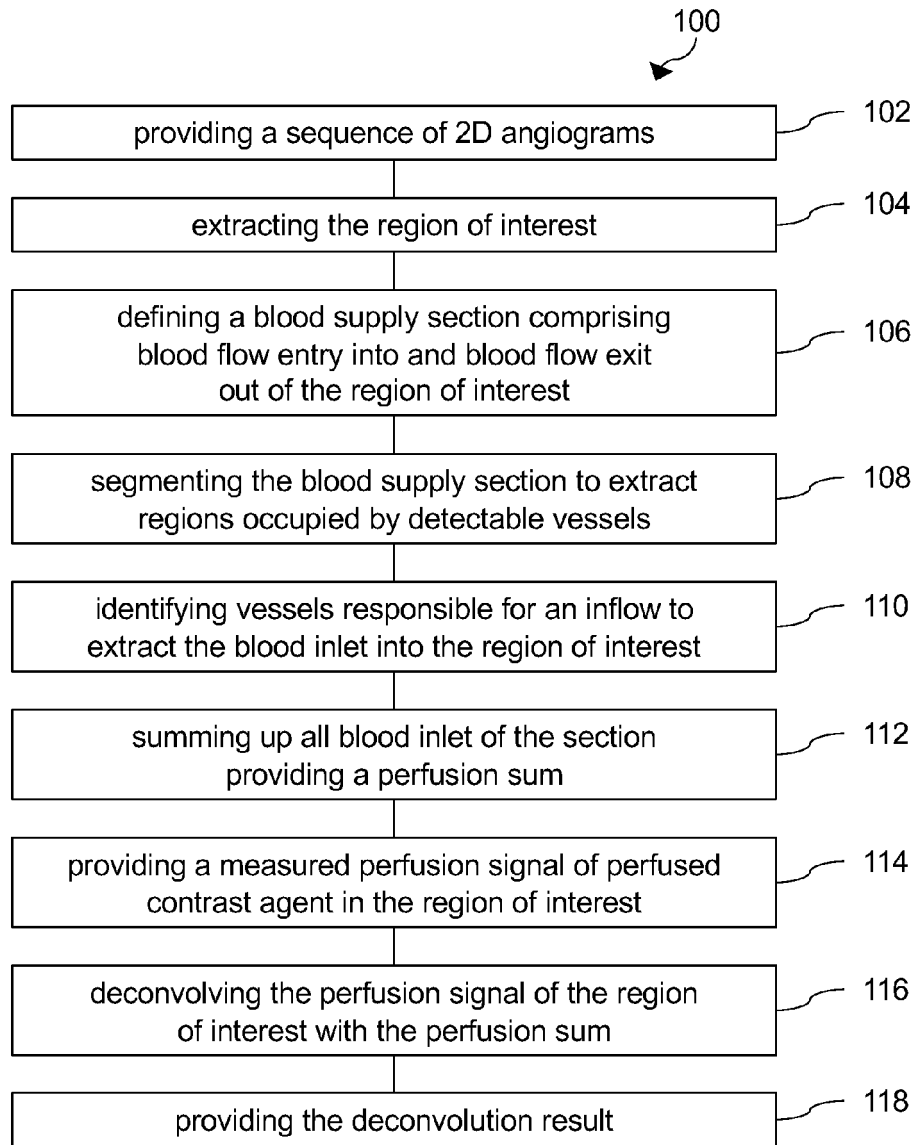 100
providing a sequence of 2D angiograms
102
extracting the region of interest
104
defining a blood supply section comprising
blood flow entry into and blood flow exit
out of the region of interest
106
segmenting the blood supply section to extract
regions occupied by detectable vessels
108
identifying vessels responsible for an inflow to
extract the blood inlet into the region of interest
110
summing up all blood inlet of the section
providing a perfusion sum
112
providing a measured perfusion signal of perfused
contrast agent in the region of interest
114
deconvolving the perfusion signal of the region
of interest with the perfusion sum
116
providing the deconvolution result
118